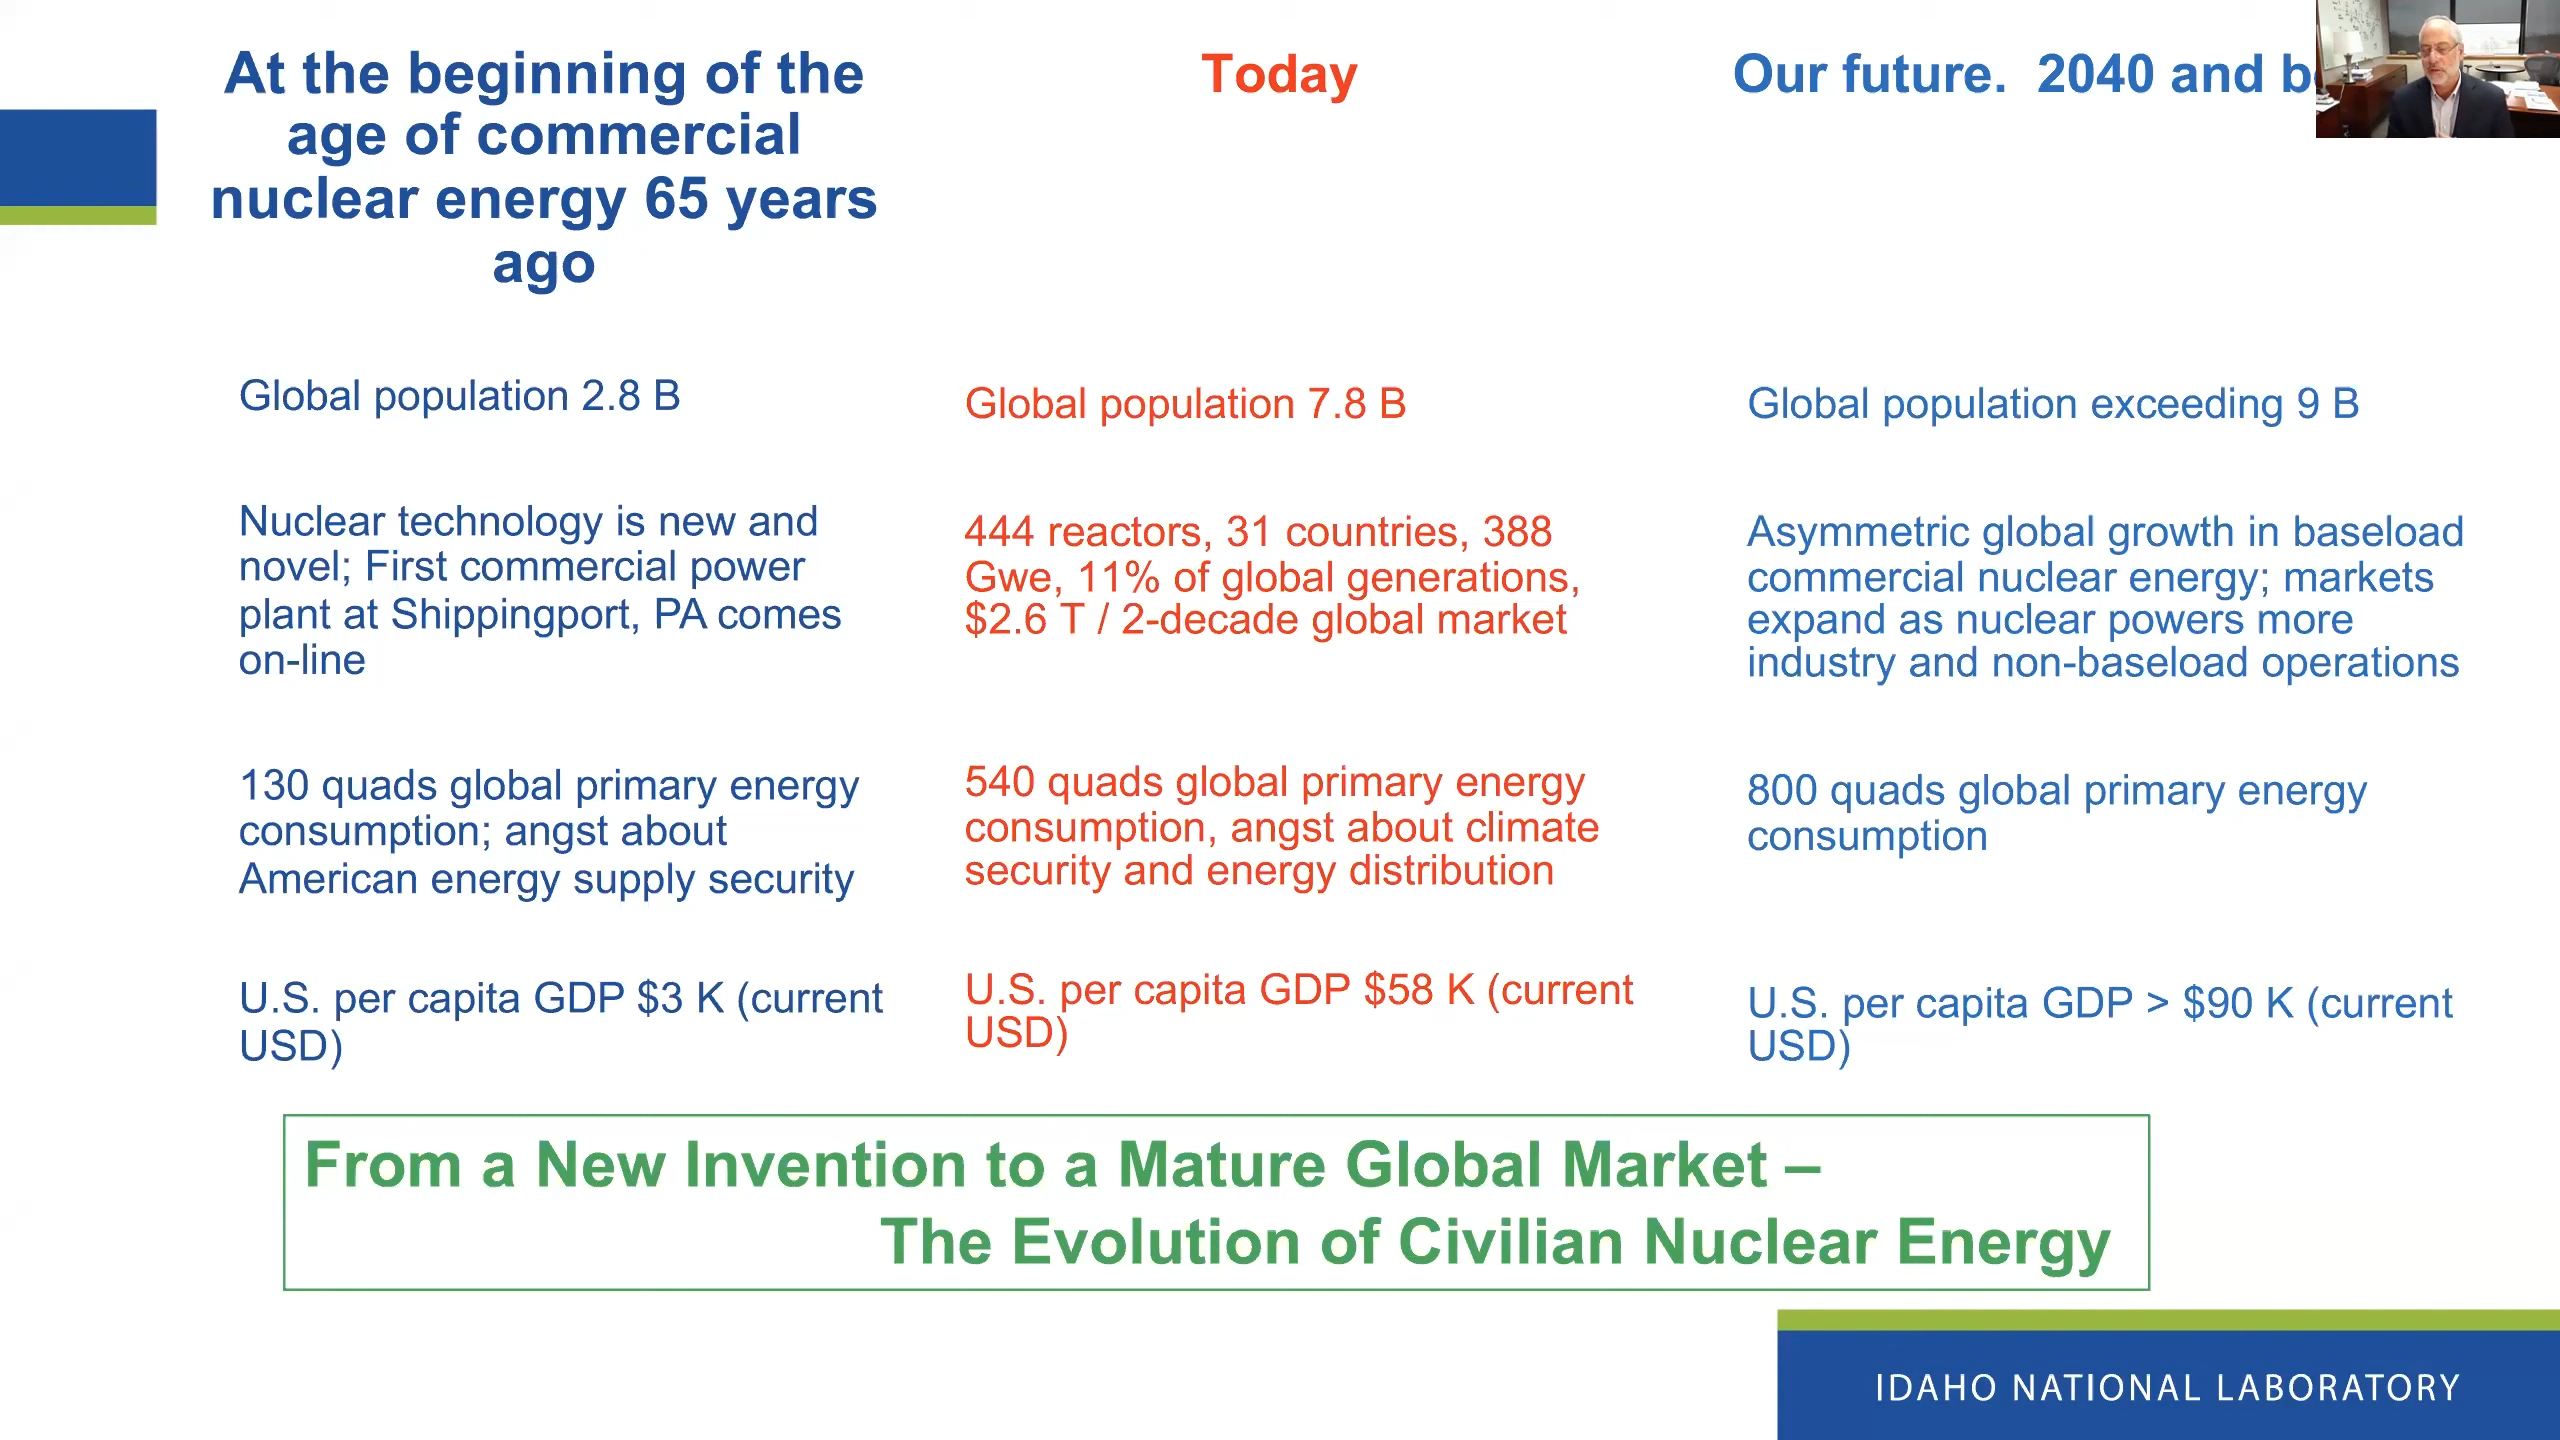 At the beginning of the
age of commercial
nuclear energy 65 years
ago
Global population 2.8 B
Nuclear technology is new and
novel; First commercial power
plant at Shippingport, PA comes
on-line
130 quads global primary energy
consumption; angst about
American energy supply security
U.S. per capita GDP $3 K (current
USD)
Today
Global population 7.8 B
444 reactors, 31 countries, 388
Gwe, 11% of global generations,
$2.6 T / 2-decade global market
540 quads global primary energy
consumption, angst about climate
security and energy distribution
U.S. per capita GDP $58 K (current
USD)
Our future.  2040 and
Global population exceeding 9 B
Asymmetric global growth in baseload
commercial nuclear energy; markets
expand as nuclear powers more
industry and non-baseload operations
800 quads global primary energy
consumption
U.S. per capita GDP > $90 K (current
USD)
From a New Invention to a Mature Global Market –
The Evolution of Civilian Nuclear Energy
IDAHO NATIONAL LABORATORY